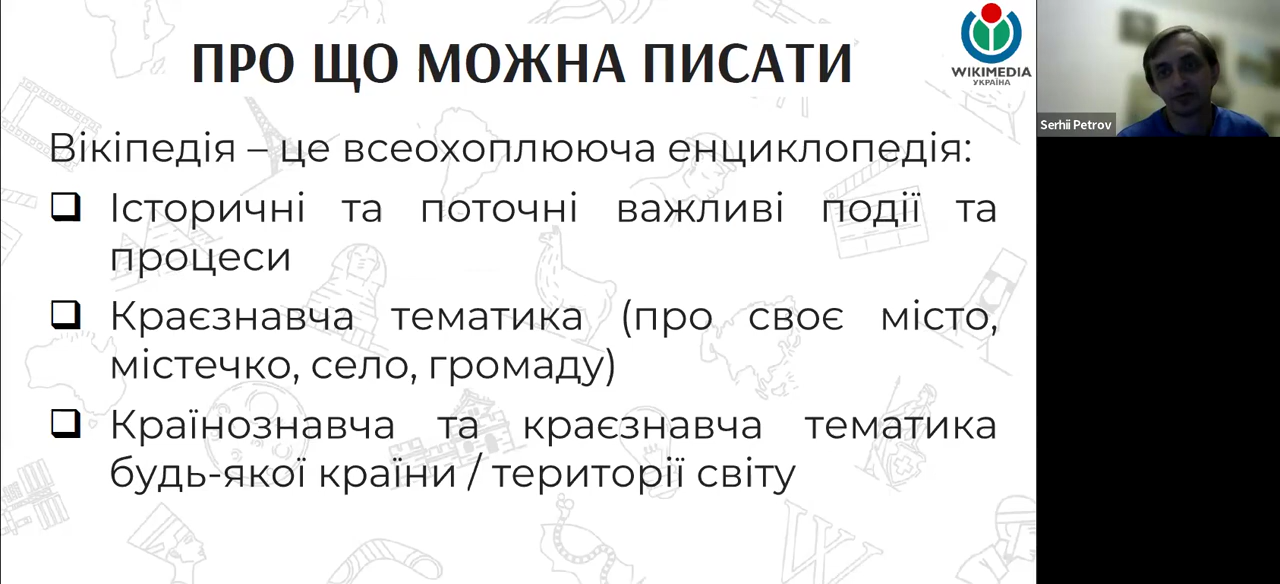 ПРО ЩО МОЖНА ПИСАТИ
WIKIMEDIA
УКРАЇНА
Serhii Petrov
Вікіпедія – це всеохоплююча енциклопедія:
Історичні та поточні важливі події та
процеси
Краєзнавча тематика (про своє місто,
містечко, село, громаду)
Країнознавча та краєзнавча тематика
будь-якої країни / території світу